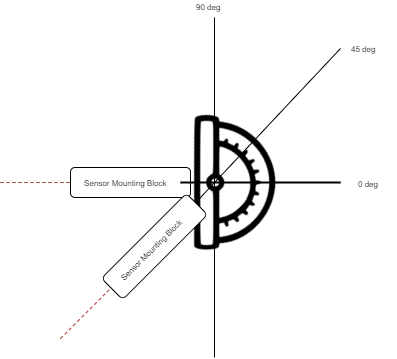 90 deg
45 deg
Sensor Mounting Block
0 deg
Sensor Mounting Block